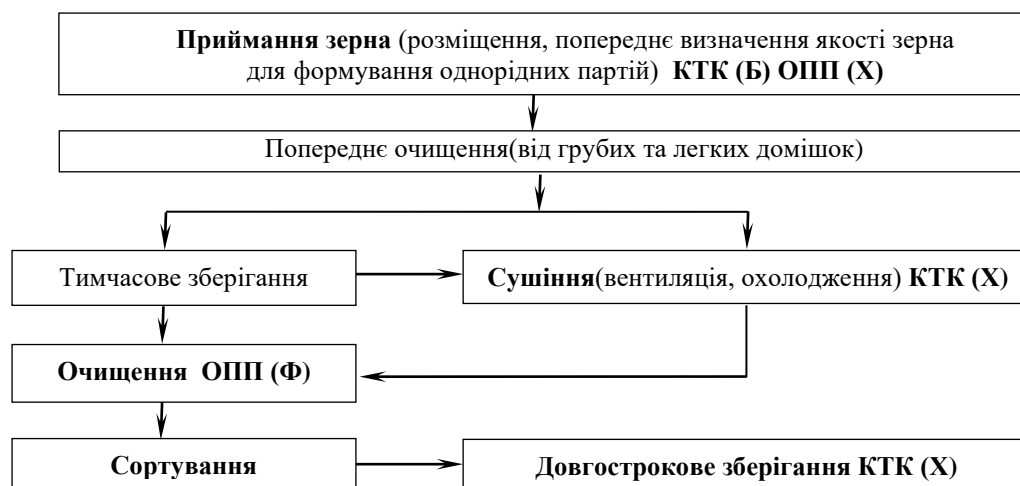 Приймання зерна (розміщення, попереднє визначення якості зерна
для формування однорідних партій) КТК (Б) ОПП (Х)
Попереднє очищення(від грубих та легких домішок)
Тимчасове зберігання
Сушіння(вентиляція, охолодження) КТК (Х)
Очищення ОПП (Ф)
Сортування
Довгострокове зберігання КТК (Х)